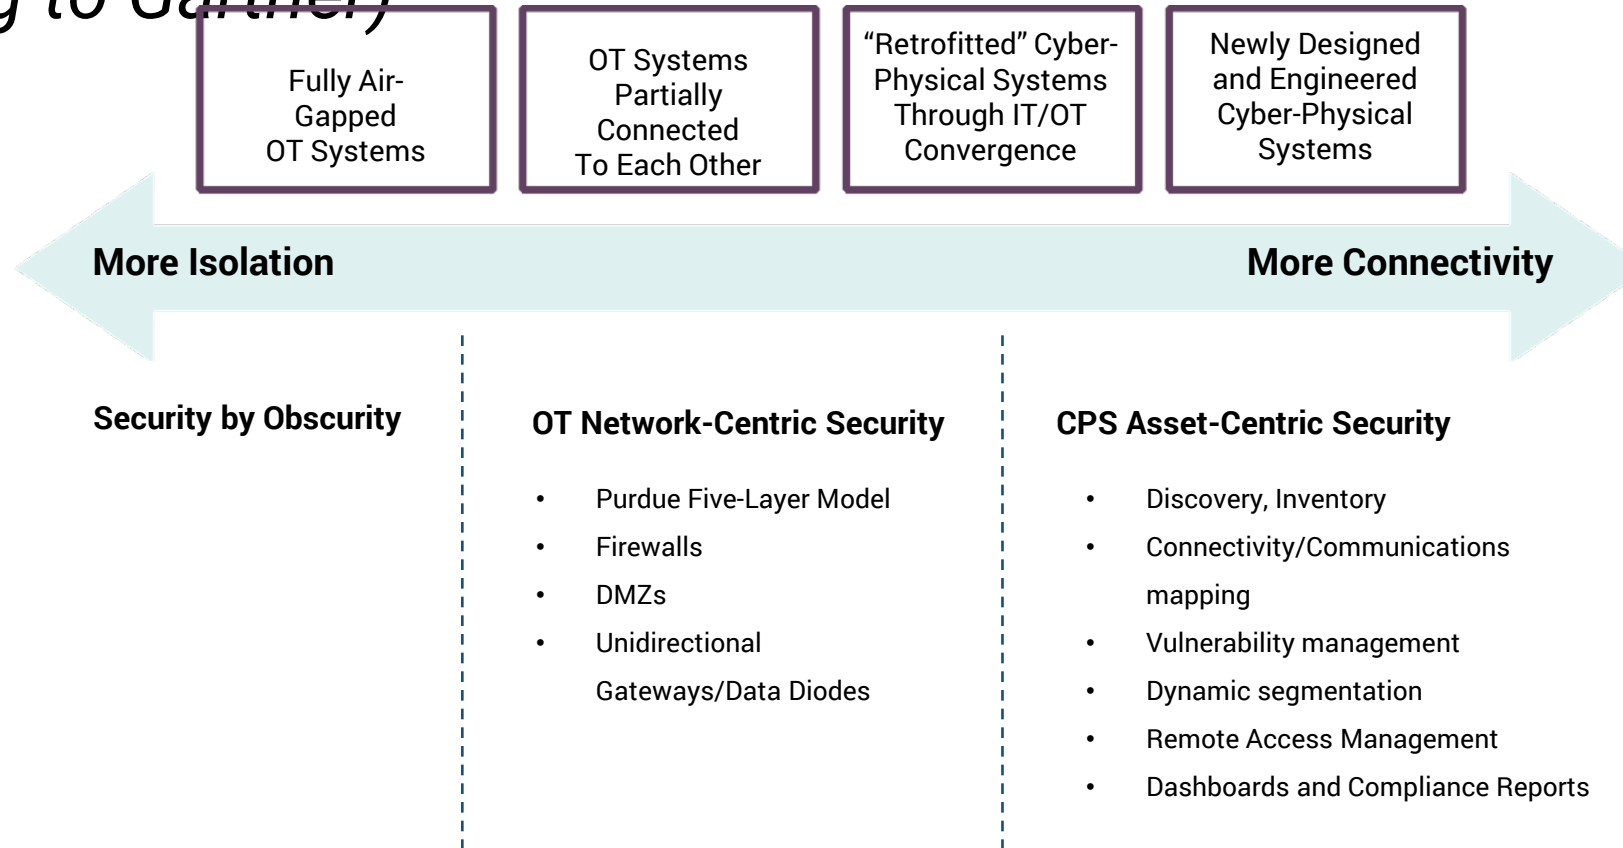 g to Gartner)
Fully Air-
Gapped
OT Systems
OT Systems
Partially
Connected
To Each Other
“Retrofitted” Cyber-
Physical Systems
Through IT/OT
Convergence
Newly Designed
and Engineered
Cyber-Physical
Systems
More Isolation
More Connectivity
Security by Obscurity
OT Network-Centric Security
• Purdue Five-Layer Model
• Firewalls
• DMZs
• Unidirectional
Gateways/Data Diodes
CPS Asset-Centric Security
• Discovery, Inventory
• Connectivity/Communications
mapping
• Vulnerability management
• Dynamic segmentation
• Remote Access Management
• Dashboards and Compliance Reports